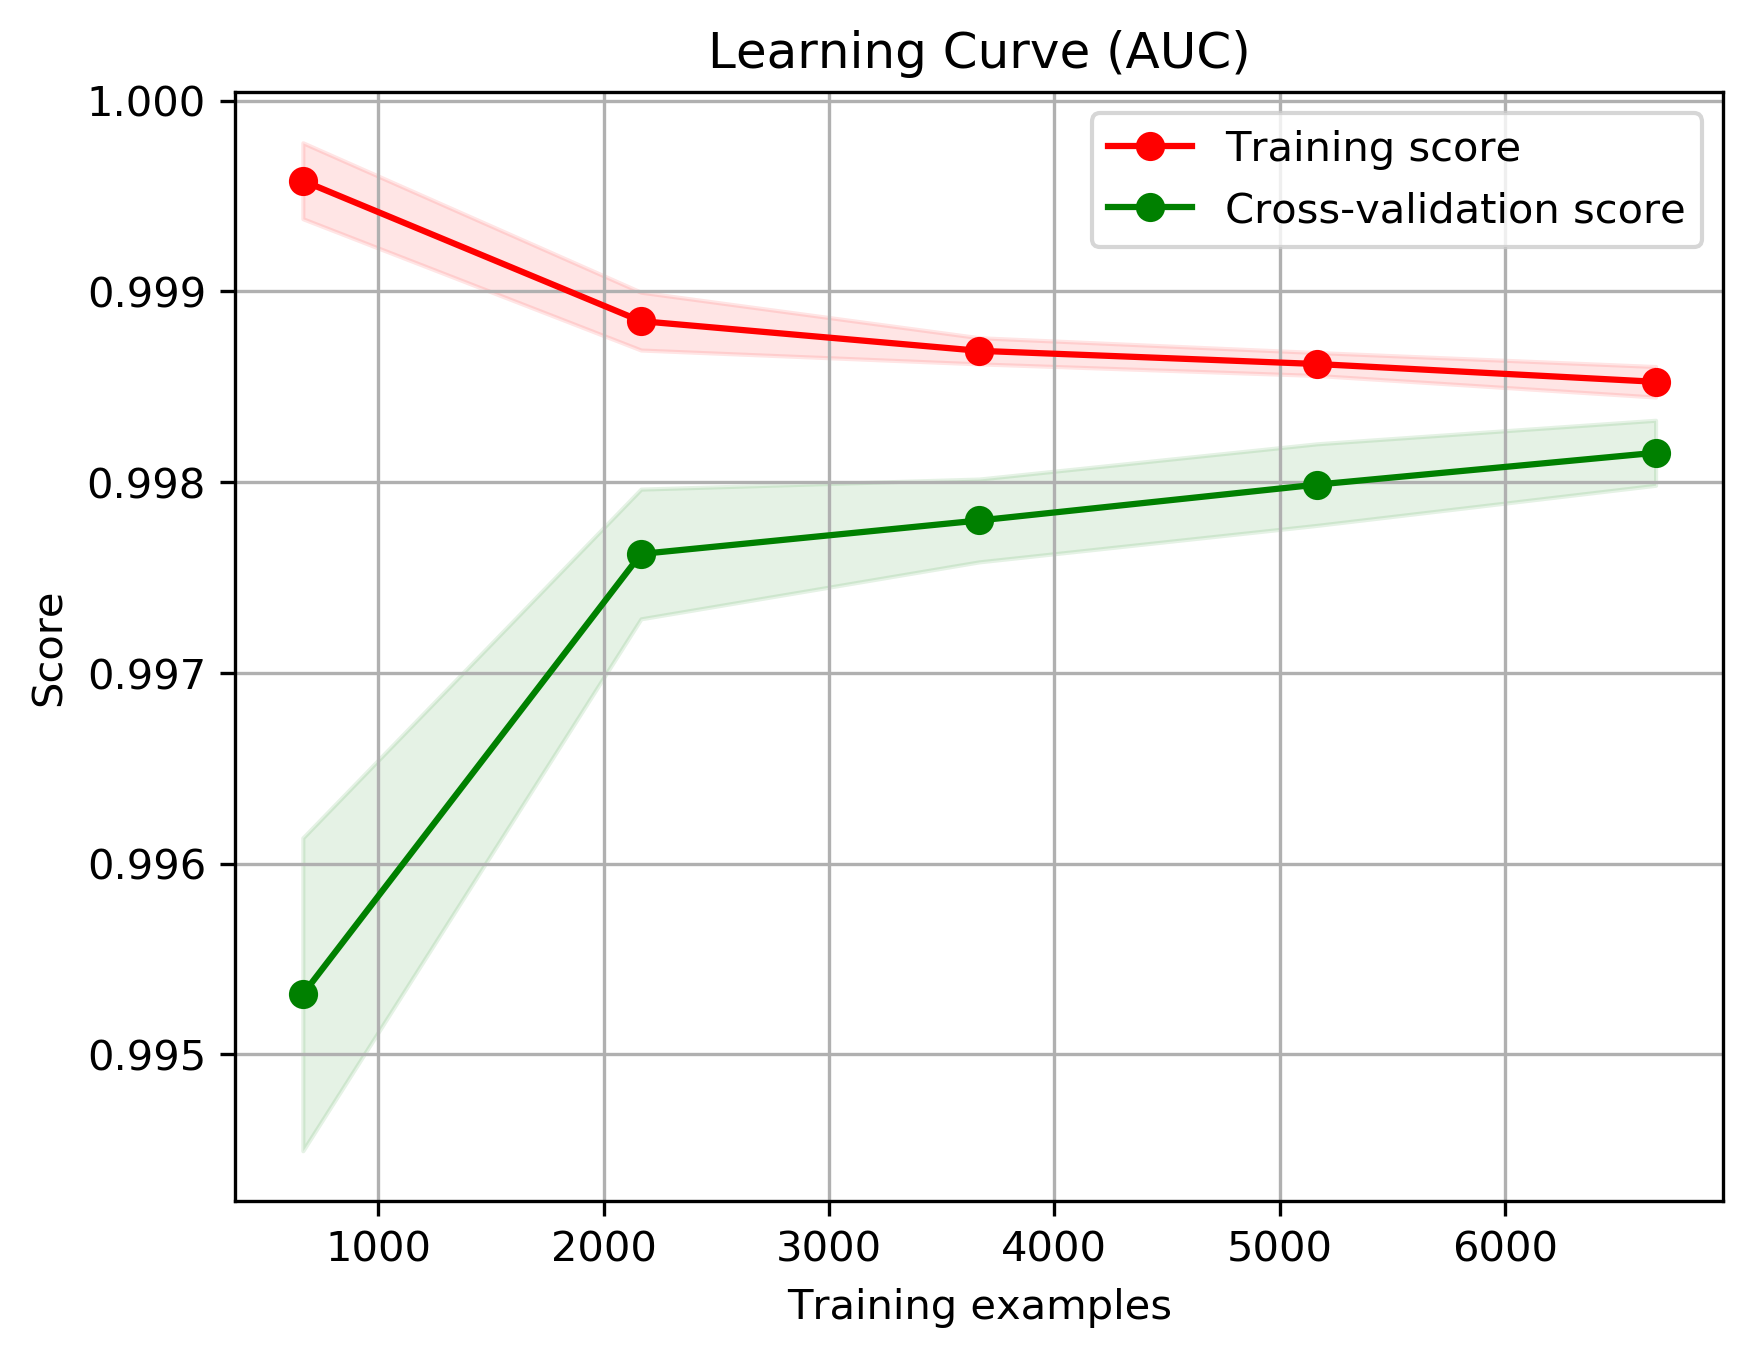 Learning Curve (AUC)
1.000
0.999
0.998
0.997
0.996
0.995
Score
Training score
Cross-validation score
1000 2000 3000 4000 5000 6000
Training examples